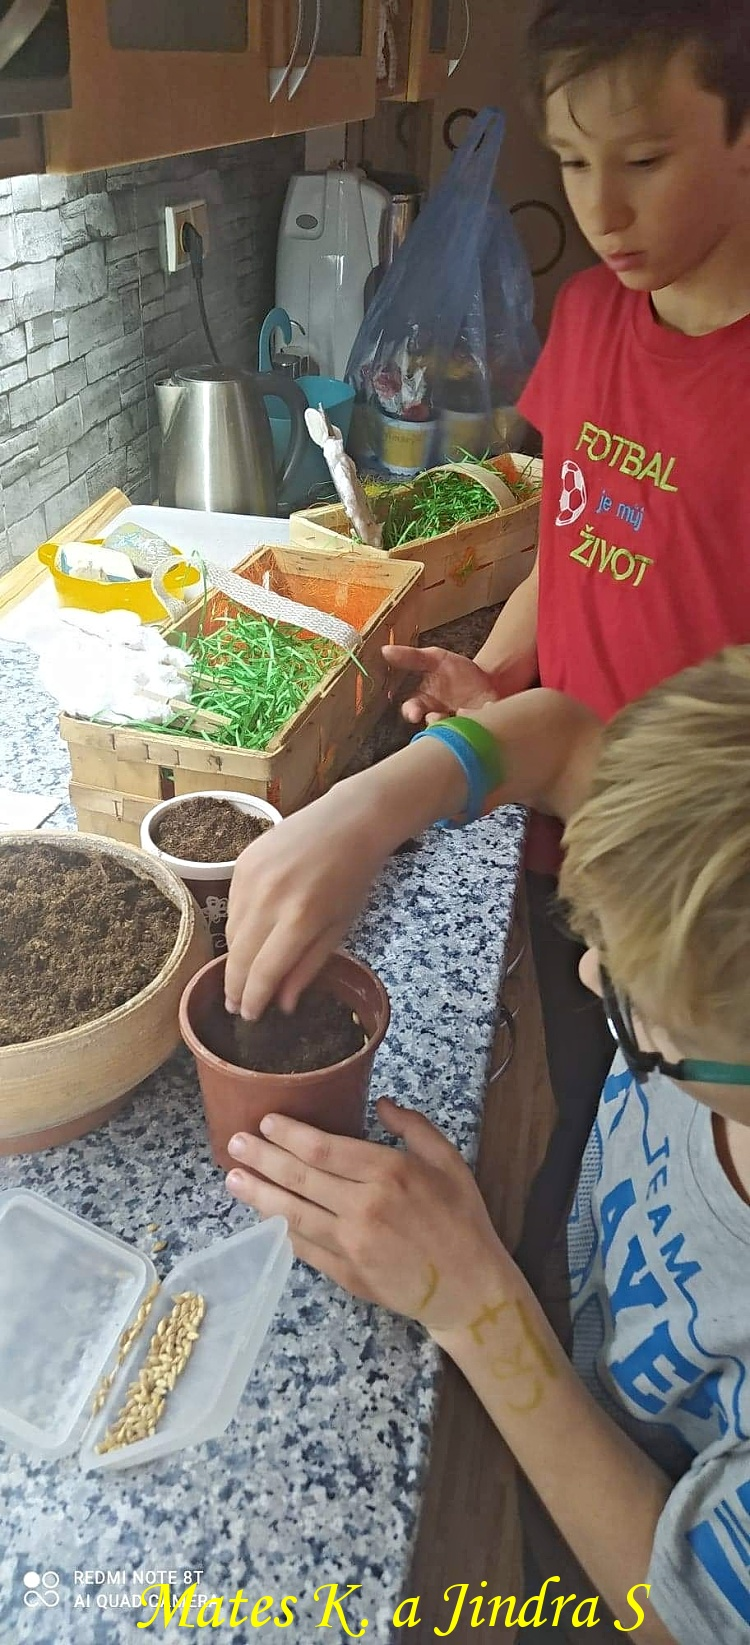 FOTBAL
je můj
ŽIVOT
TEAM
REDMI NOTE 8T
AI QUAD CAMERA
Mates K. a Jindra S